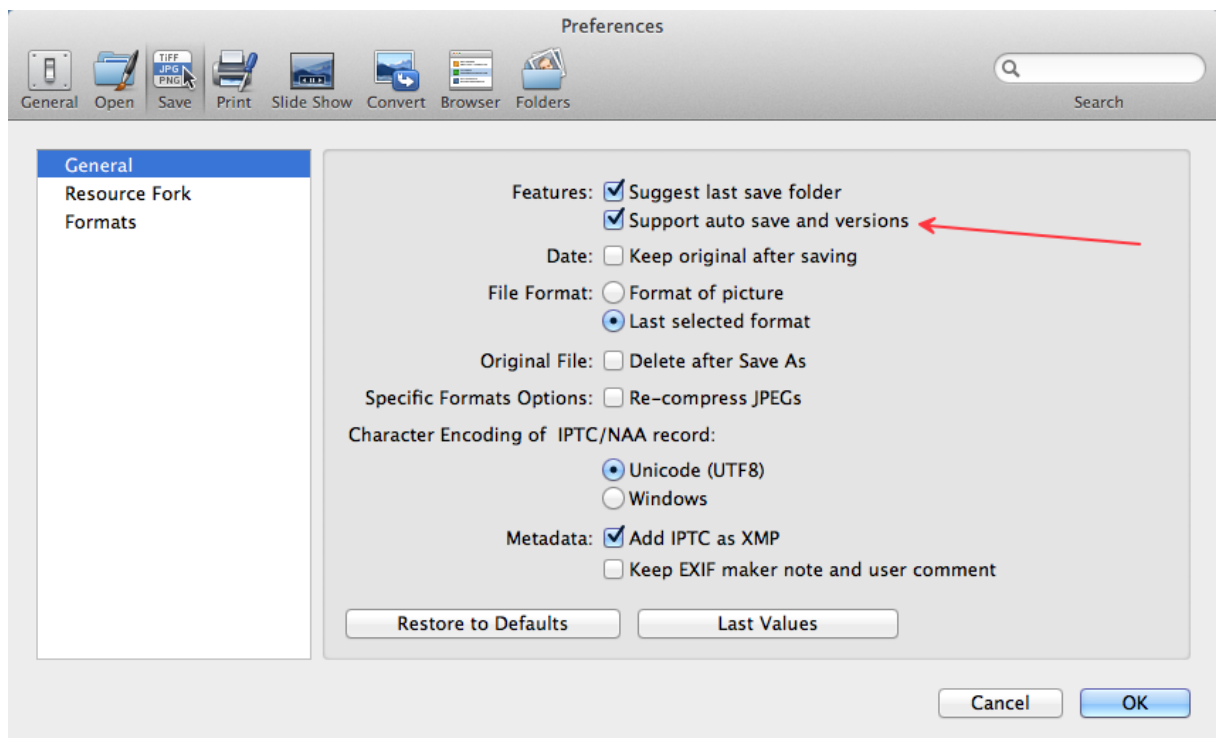 Preferences
TIFF
JPG
PNG
General Open Save Print Slide Show Convert Browser Folders Search
General
Resource Fork
Formats
Features: Suggest last save folder
Support auto save and versions
Date: Keep original after saving
File Format: Format of picture
Last selected format
Original File: Delete after Save As
Specific Formats Options: Re-compress JPEGs
Character Encoding of IPTC/NAA record:
Unicode (UTF8)
Windows
Metadata: Add IPTC as XMP
Keep EXIF maker note and user comment
Restore to Defaults Last Values
Cancel OK